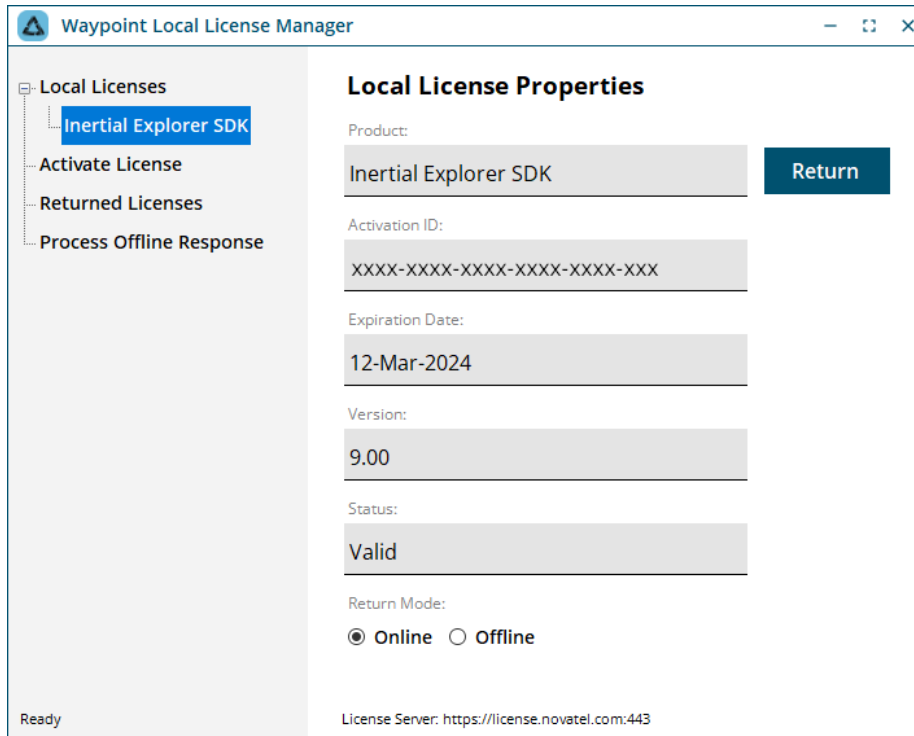 Waypoint Local License Manager
Local Licenses
Inertial Explorer SDK
Activate License
Returned Licenses
Process Offline Response
Local License Properties
Product:
Inertial Explorer SDK
Return
Activation ID:
xxxx-xxxx-xxxx-xxxx-xxxx-xxx
Expiration Date:
12-Mar-2024
Version:
9.00
Status:
Valid
Return Mode:
Online Offline
Ready
License Server: https://license.novatel.com:443